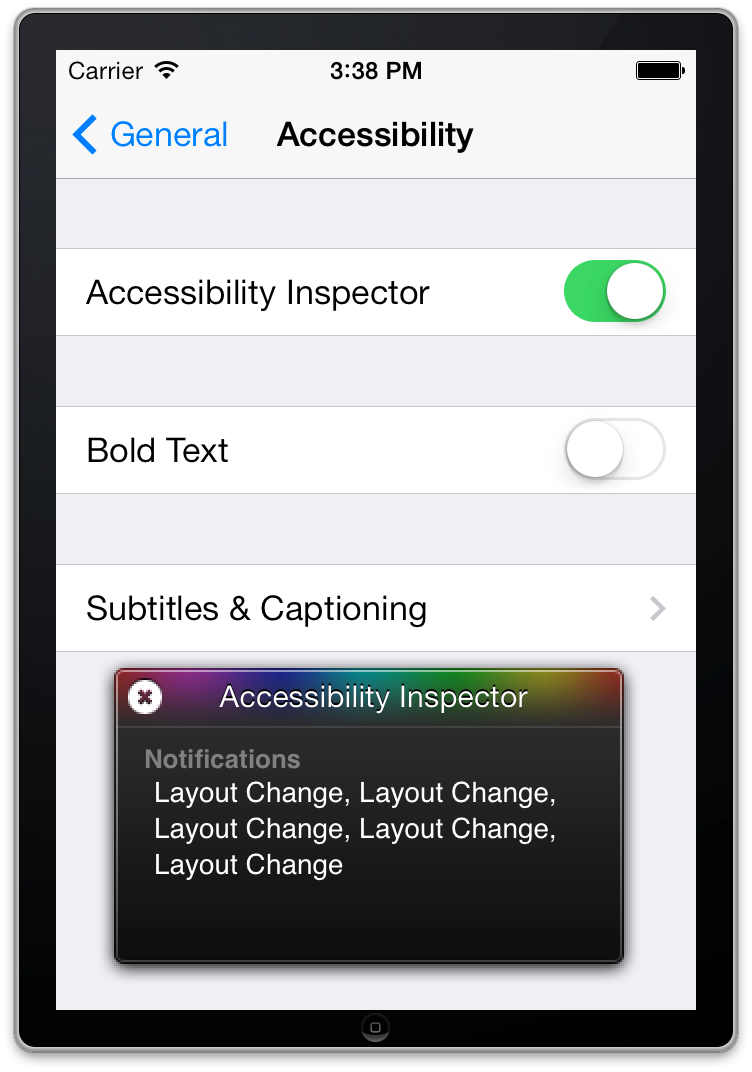 Carrier 3:38 PM
General Accessibility
Accessibility Inspector
Bold Text
Subtitles & Captioning
Accessibility Inspector
Notifications
Layout Change, Layout Change,
Layout Change, Layout Change,
Layout Change